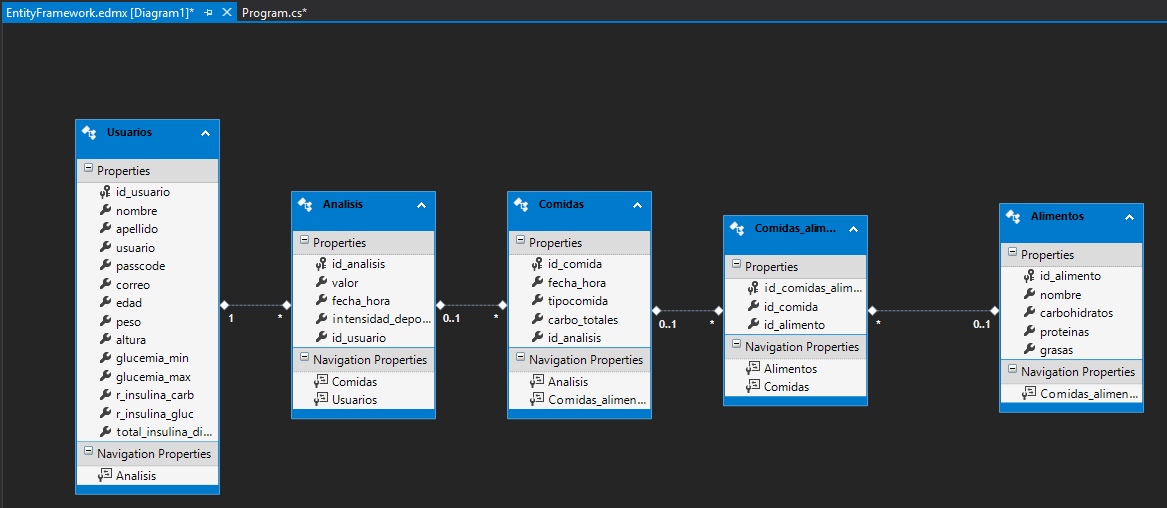 EntityFramework.edmx [Diagram1]*
Program.cs*
Usuarios
Properties
id_usuario
nombre
apellido
usuario
passcode
correo
edad
peso
altura
glucemia_min
glucemia_max
r_insulina_carb
r_insulina_gluc
total_insulina_di...
Navigation Properties
Analisis
1
*
Analisis
Properties
id_analisis
valor
fecha_hora
intensidad_depo...
id_usuario
Navigation Properties
Comidas
Usuarios
0..1
*
Comidas
Properties
id_comida
fecha_hora
tipocomida
carbo_totales
id_analisis
Navigation Properties
Analisis
Comidas_alimen...
0..1
*
Comidas_alim...
Properties
id_comidas_alim...
id_comida
id_alimento
Navigation Properties
Alimentos
Comidas
*
0..1
Alimentos
Properties
id_alimento
nombre
carbohidratos
proteinas
grasas
Navigation Properties
Comidas_alimen...